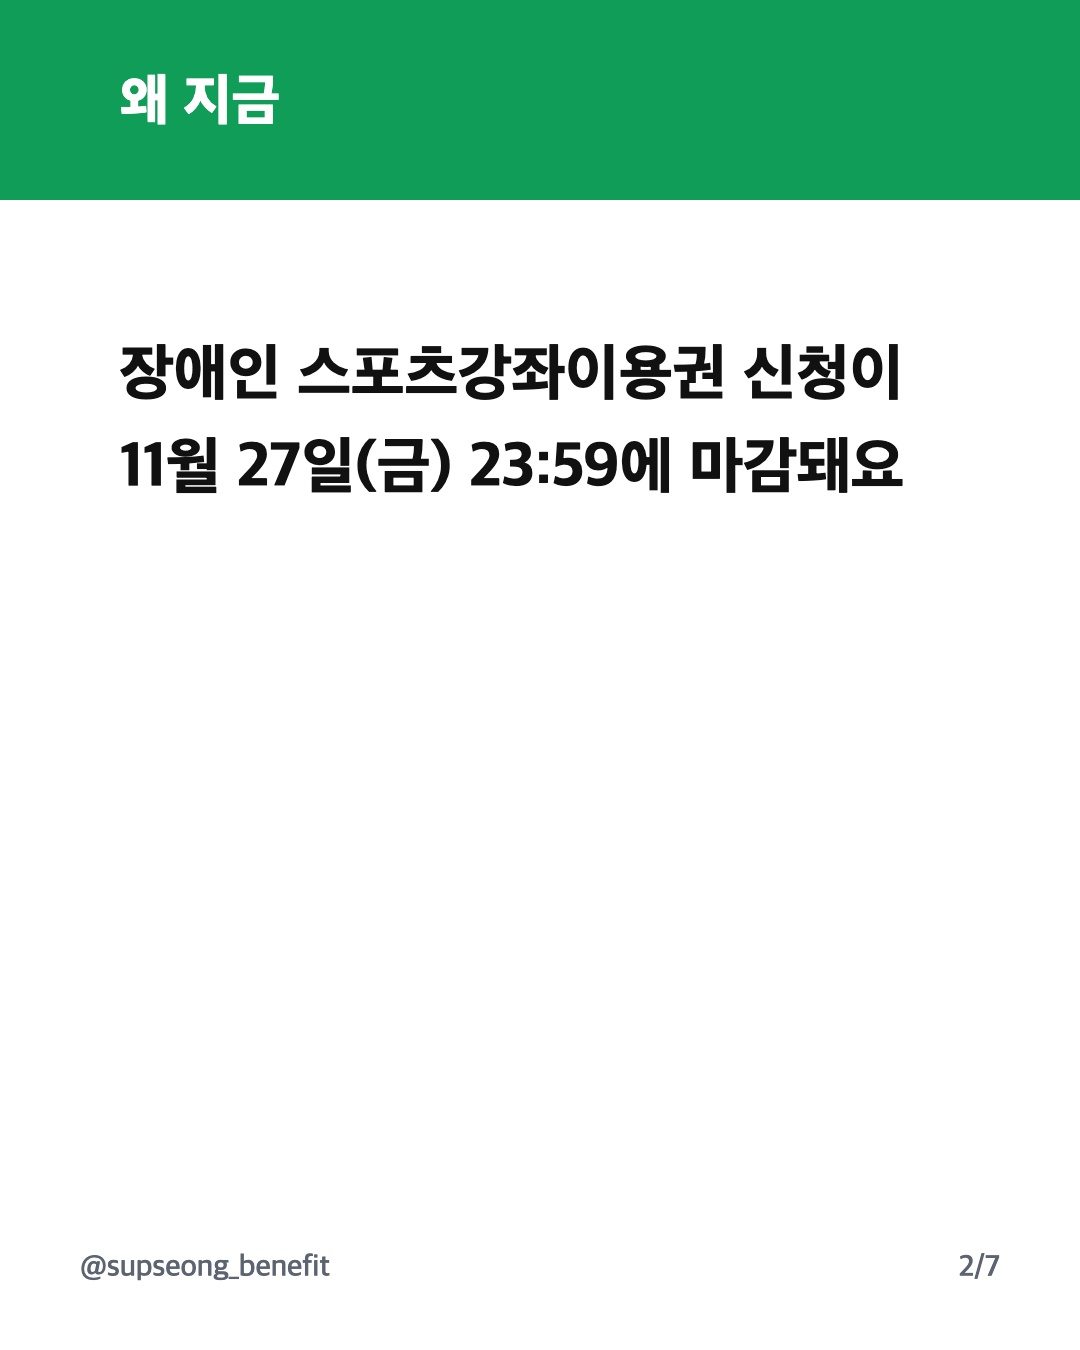 왜 지금
장애인 스포츠강좌이용권 신청이
11월 27일(금) 23:59에 마감돼요
@supseong_benefit
2/7